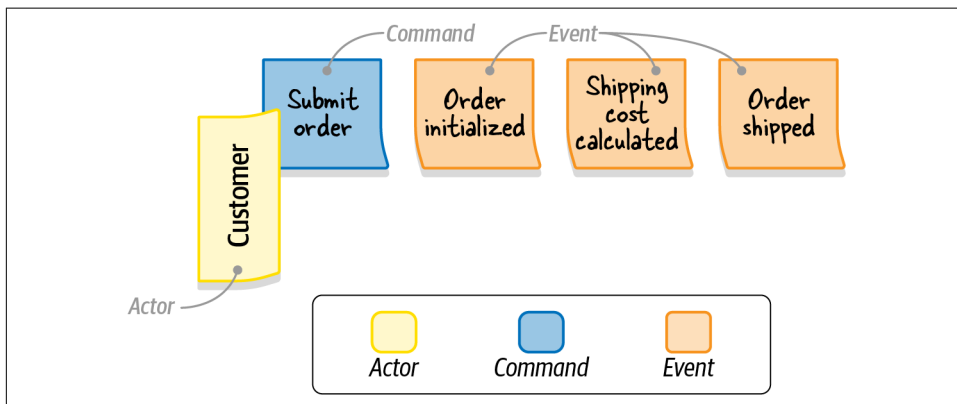 Command
Event
Submit
order
Order
initialized
Shipping
cost
calculated
Order
shipped
Customer
Actor
Actor
Command
Event